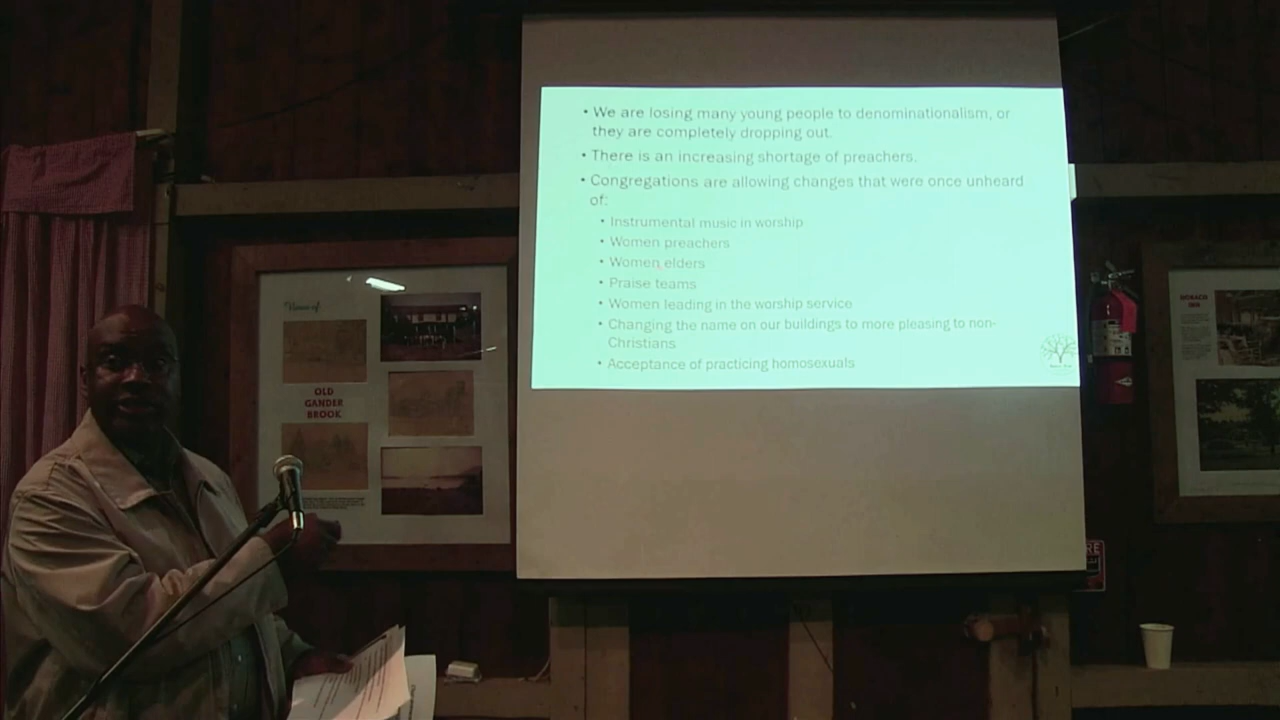 • We are losing many young people to denominationalism, or
they are completely dropping out.
• There is an increasing shortage of preachers.
• Congregations are allowing changes that were once unheard
of:
• Instrumental music in worship
• Women preachers
• Women elders
• Praise teams
• Women leading in the worship service
• Changing the name on our buildings to more pleasing to non-
Christians
• Acceptance of practicing homosexuals
Views of
OLD
GANDER
BROOK